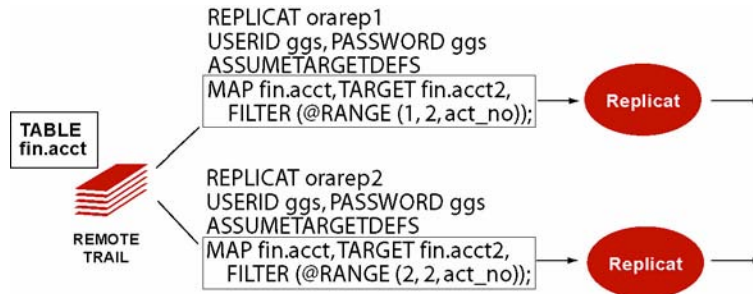 REPLICAT orarep1
USERID ggs, PASSWORD ggs
ASSUMETARGETDEFS
MAP fin.acct, TARGET fin.acct2,
FILTER (@RANGE (1, 2, act_no));
Replicat
TABLE
fin.acct
REMOTE
TRAIL
REPLICAT orarep2
USERID ggs, PASSWORD ggs
ASSUMETARGETDEFS
MAP fin.acct, TARGET fin.acct2,
FILTER (@RANGE (2, 2, act_no));
Replicat